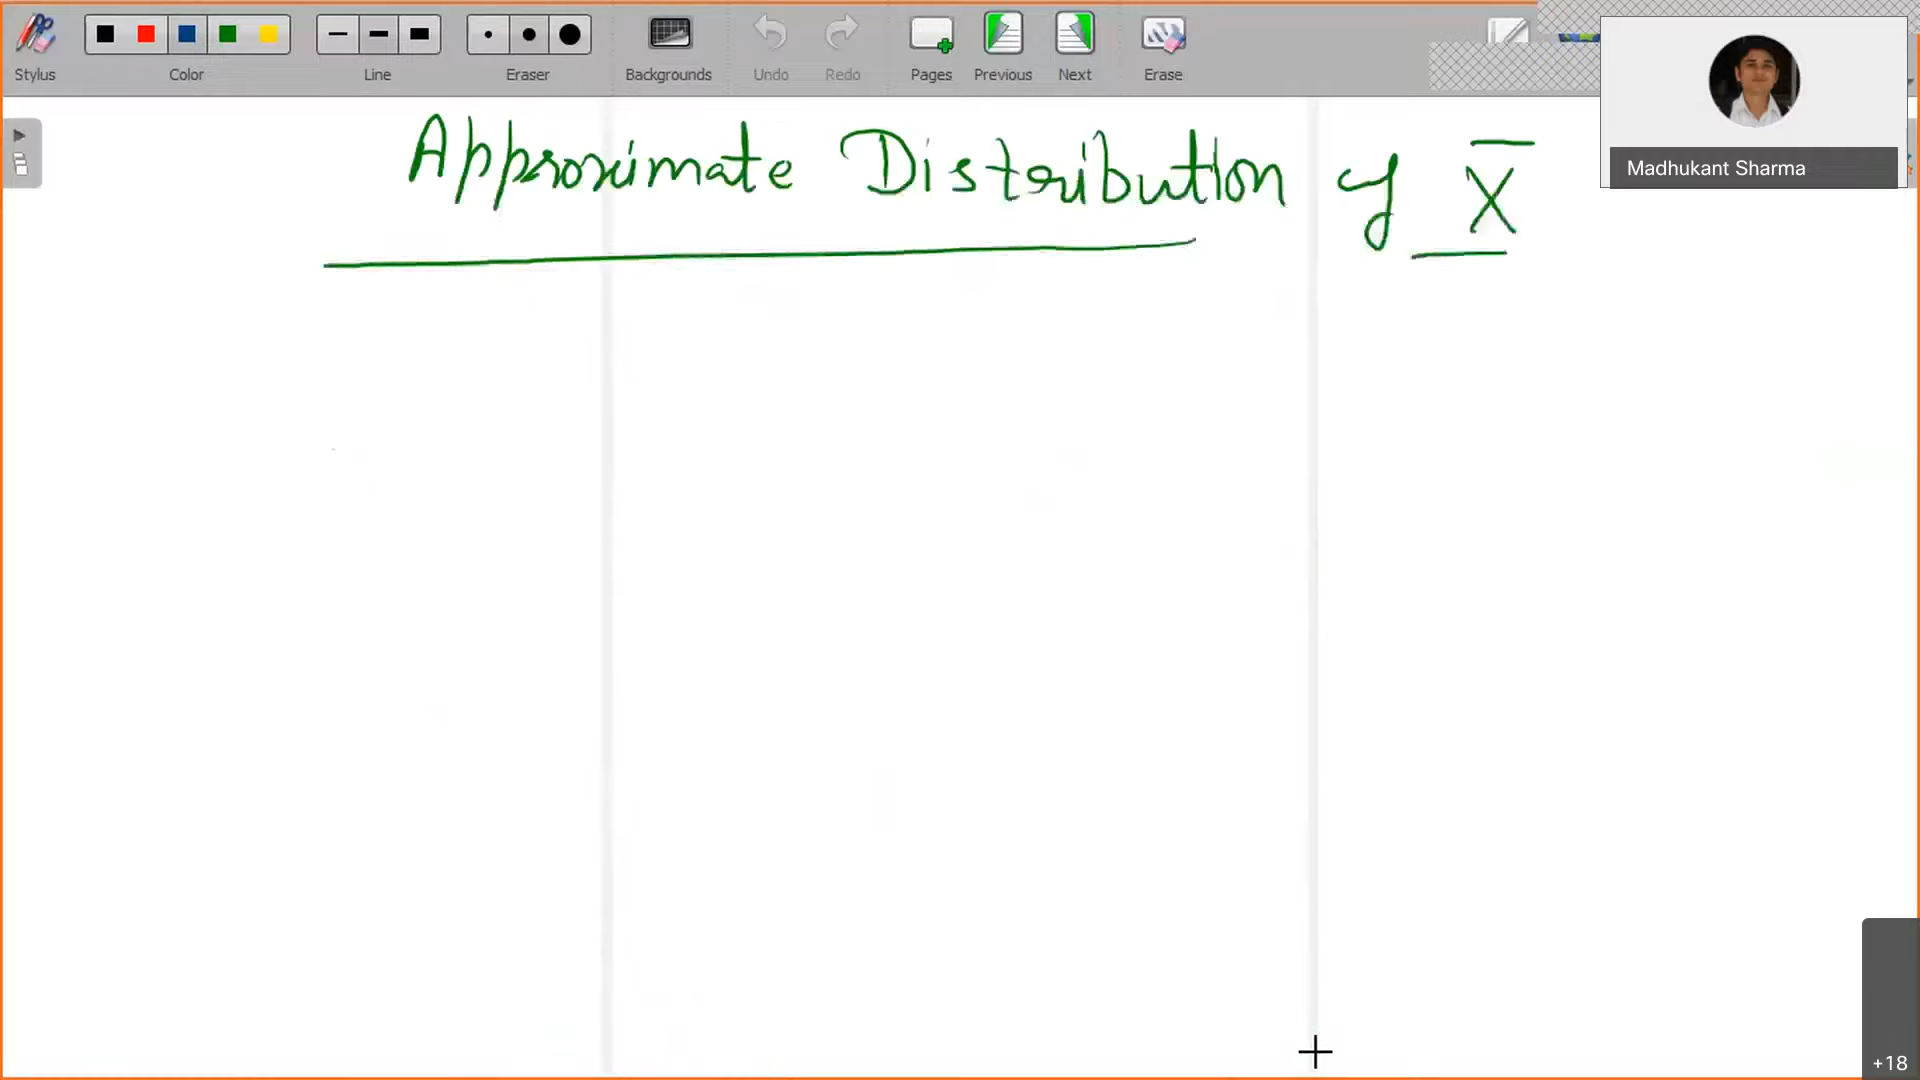 Stylus Color Line Eraser Backgrounds Undo Redo Pages Previous Next Erase
Madhukant Sharma
Approximate Distribution of X̄
+18